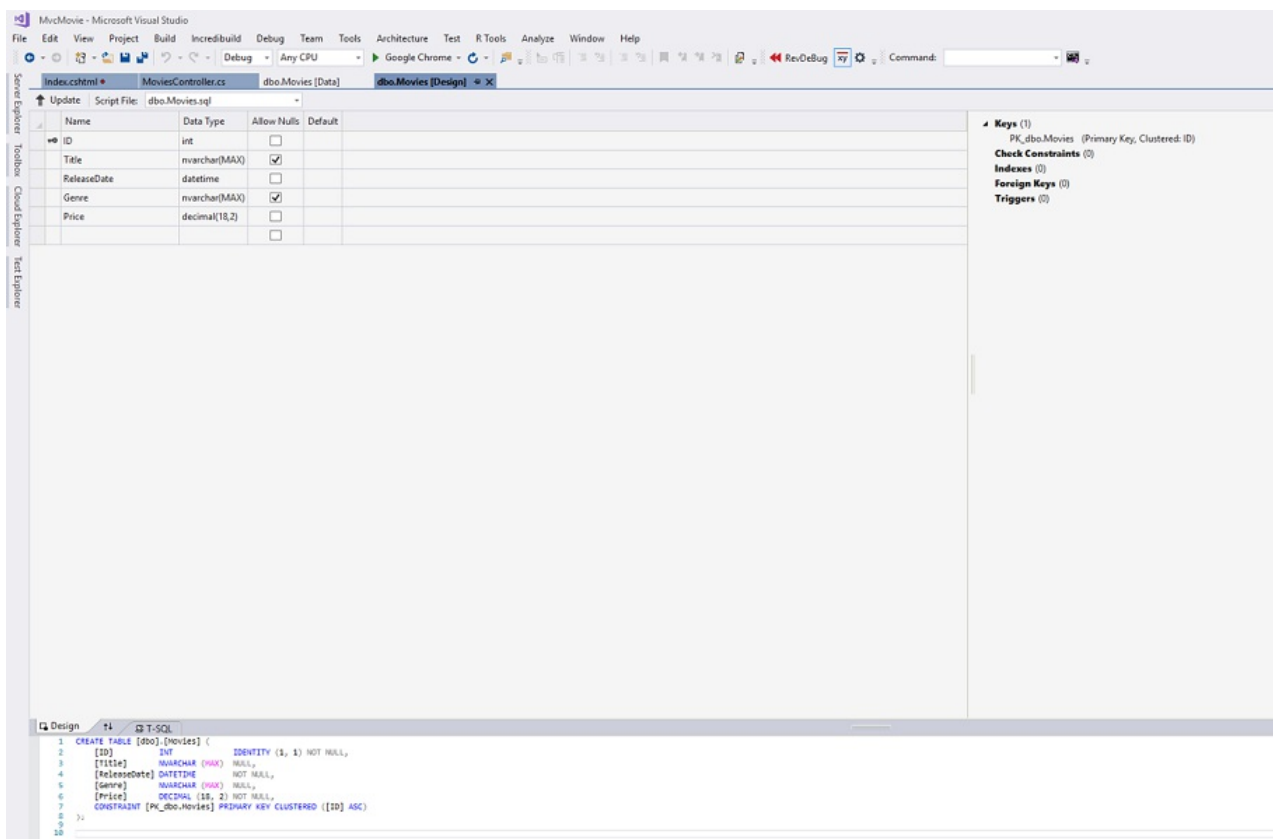 MvcMovie - Microsoft Visual Studio
File Edit View Project Build Incredibuild Debug Team Tools Architecture Test R Tools Analyze Window Help
Debug Any CPU Google Chrome RevDeBug xy Command:
Index.cshtml MoviesController.cs dbo.Movies [Data] dbo.Movies [Design]
Server Explorer
Toolbox
Cloud Explorer
Test Explorer
Update Script File: dbo.Movies.sql
Name Data Type Allow Nulls Default
ID int
Title nvarchar(MAX)
ReleaseDate datetime
Genre nvarchar(MAX)
Price decimal(18,2)
Keys (1)
PK_dbo.Movies (Primary Key, Clustered: ID)
Check Constraints (0)
Indexes (0)
Foreign Keys (0)
Triggers (0)
Design T-SQL
1 CREATE TABLE [dbo].[Movies] (
2 [ID] INT IDENTITY (1, 1) NOT NULL,
3 [Title] NVARCHAR (MAX) NULL,
4 [ReleaseDate] DATETIME NOT NULL,
5 [Genre] NVARCHAR (MAX) NULL,
6 [Price] DECIMAL (18, 2) NOT NULL,
7 CONSTRAINT [PK_dbo.Movies] PRIMARY KEY CLUSTERED ([ID] ASC)
8 );
9
10